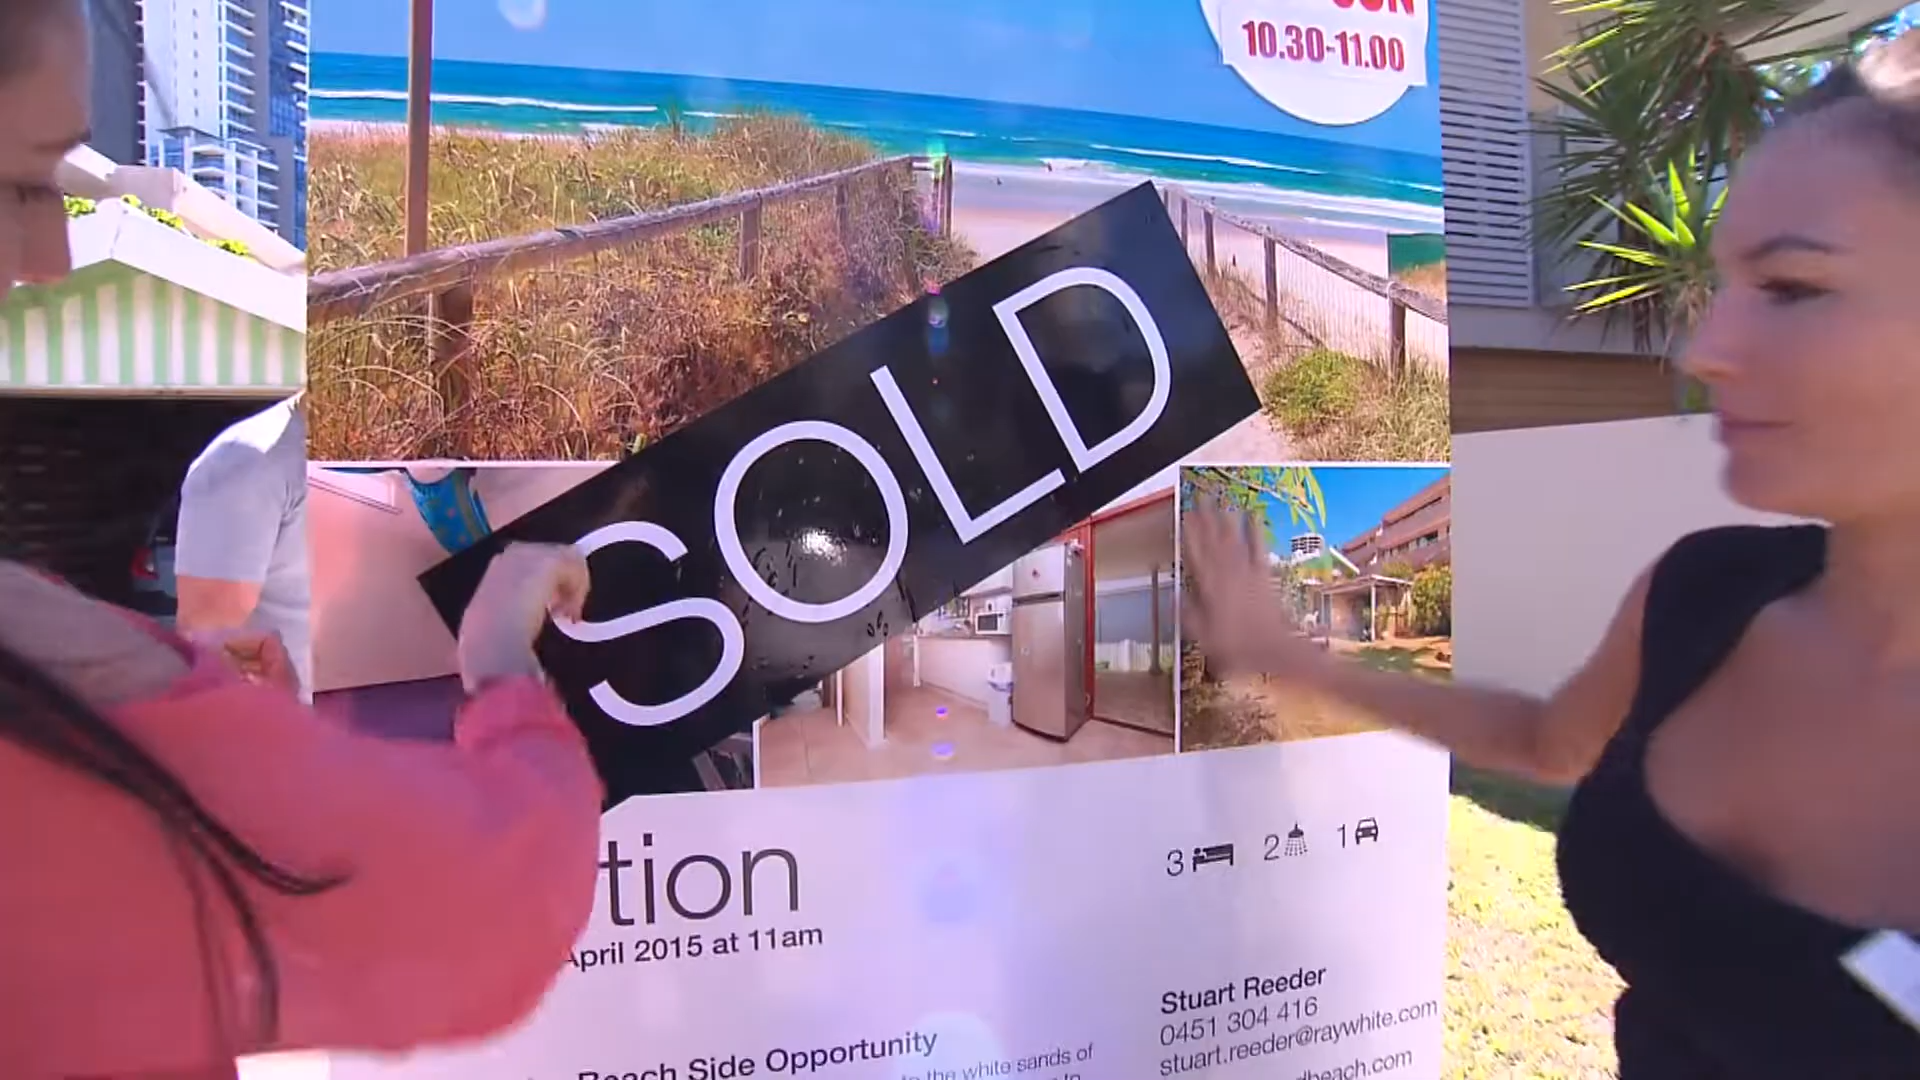 10.30-11.00
SOLD
tion
3 2 1
April 2015 at 11am
Stuart Reeder
0451 304 416
stuart.reeder@raywhite.com
Beach Side Opportunity
the white sands of